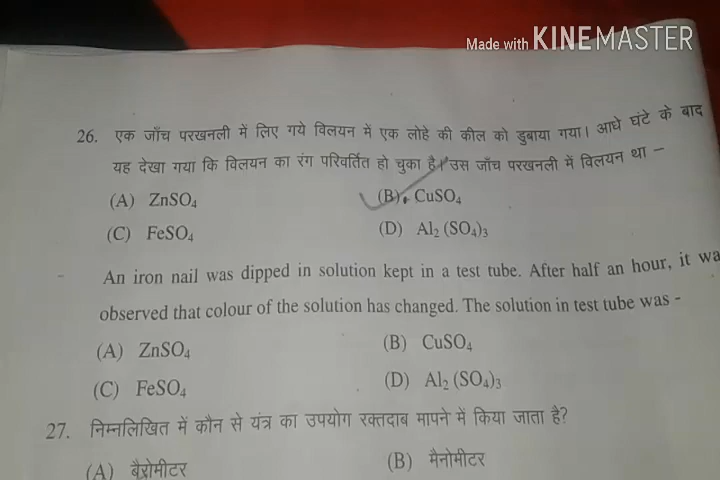 Made with KINEMASTER
26. एक जाँच परखनली में लिए गये विलयन में एक लोहे की कील को डुबाया गया। आधे घंटे के बाद
यह देखा गया कि विलयन का रंग परिवर्तित हो चुका है। उस जाँच परखनली में विलयन था –
(A) ZnSO₄ (B) CuSO₄
(C) FeSO₄ (D) Al₂ (SO₄)₃
An iron nail was dipped in solution kept in a test tube. After half an hour, it wa
observed that colour of the solution has changed. The solution in test tube was -
(A) ZnSO₄ (B) CuSO₄
(C) FeSO₄ (D) Al₂ (SO₄)₃
27. निम्नलिखित में कौन से यंत्र का उपयोग रक्तदाब मापने में किया जाता है?
(A) बैरोमीटर (B) मैनोमीटर